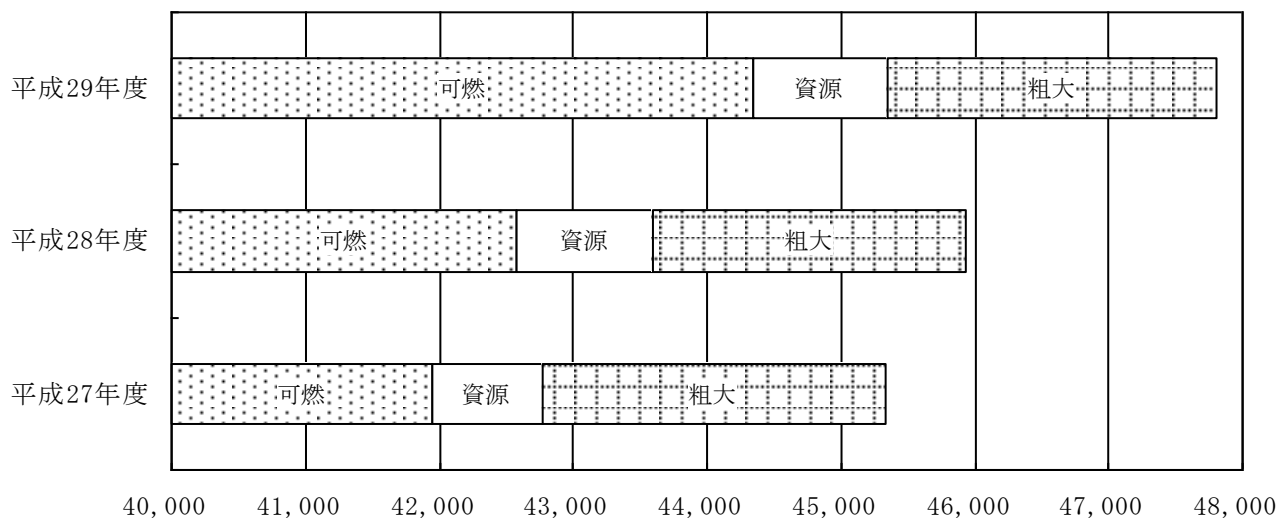 平成29年度
可燃 資源 粗大
平成28年度
可燃 資源 粗大
平成27年度
可燃 資源 粗大
40,000 41,000 42,000 43,000 44,000 45,000 46,000 47,000 48,000